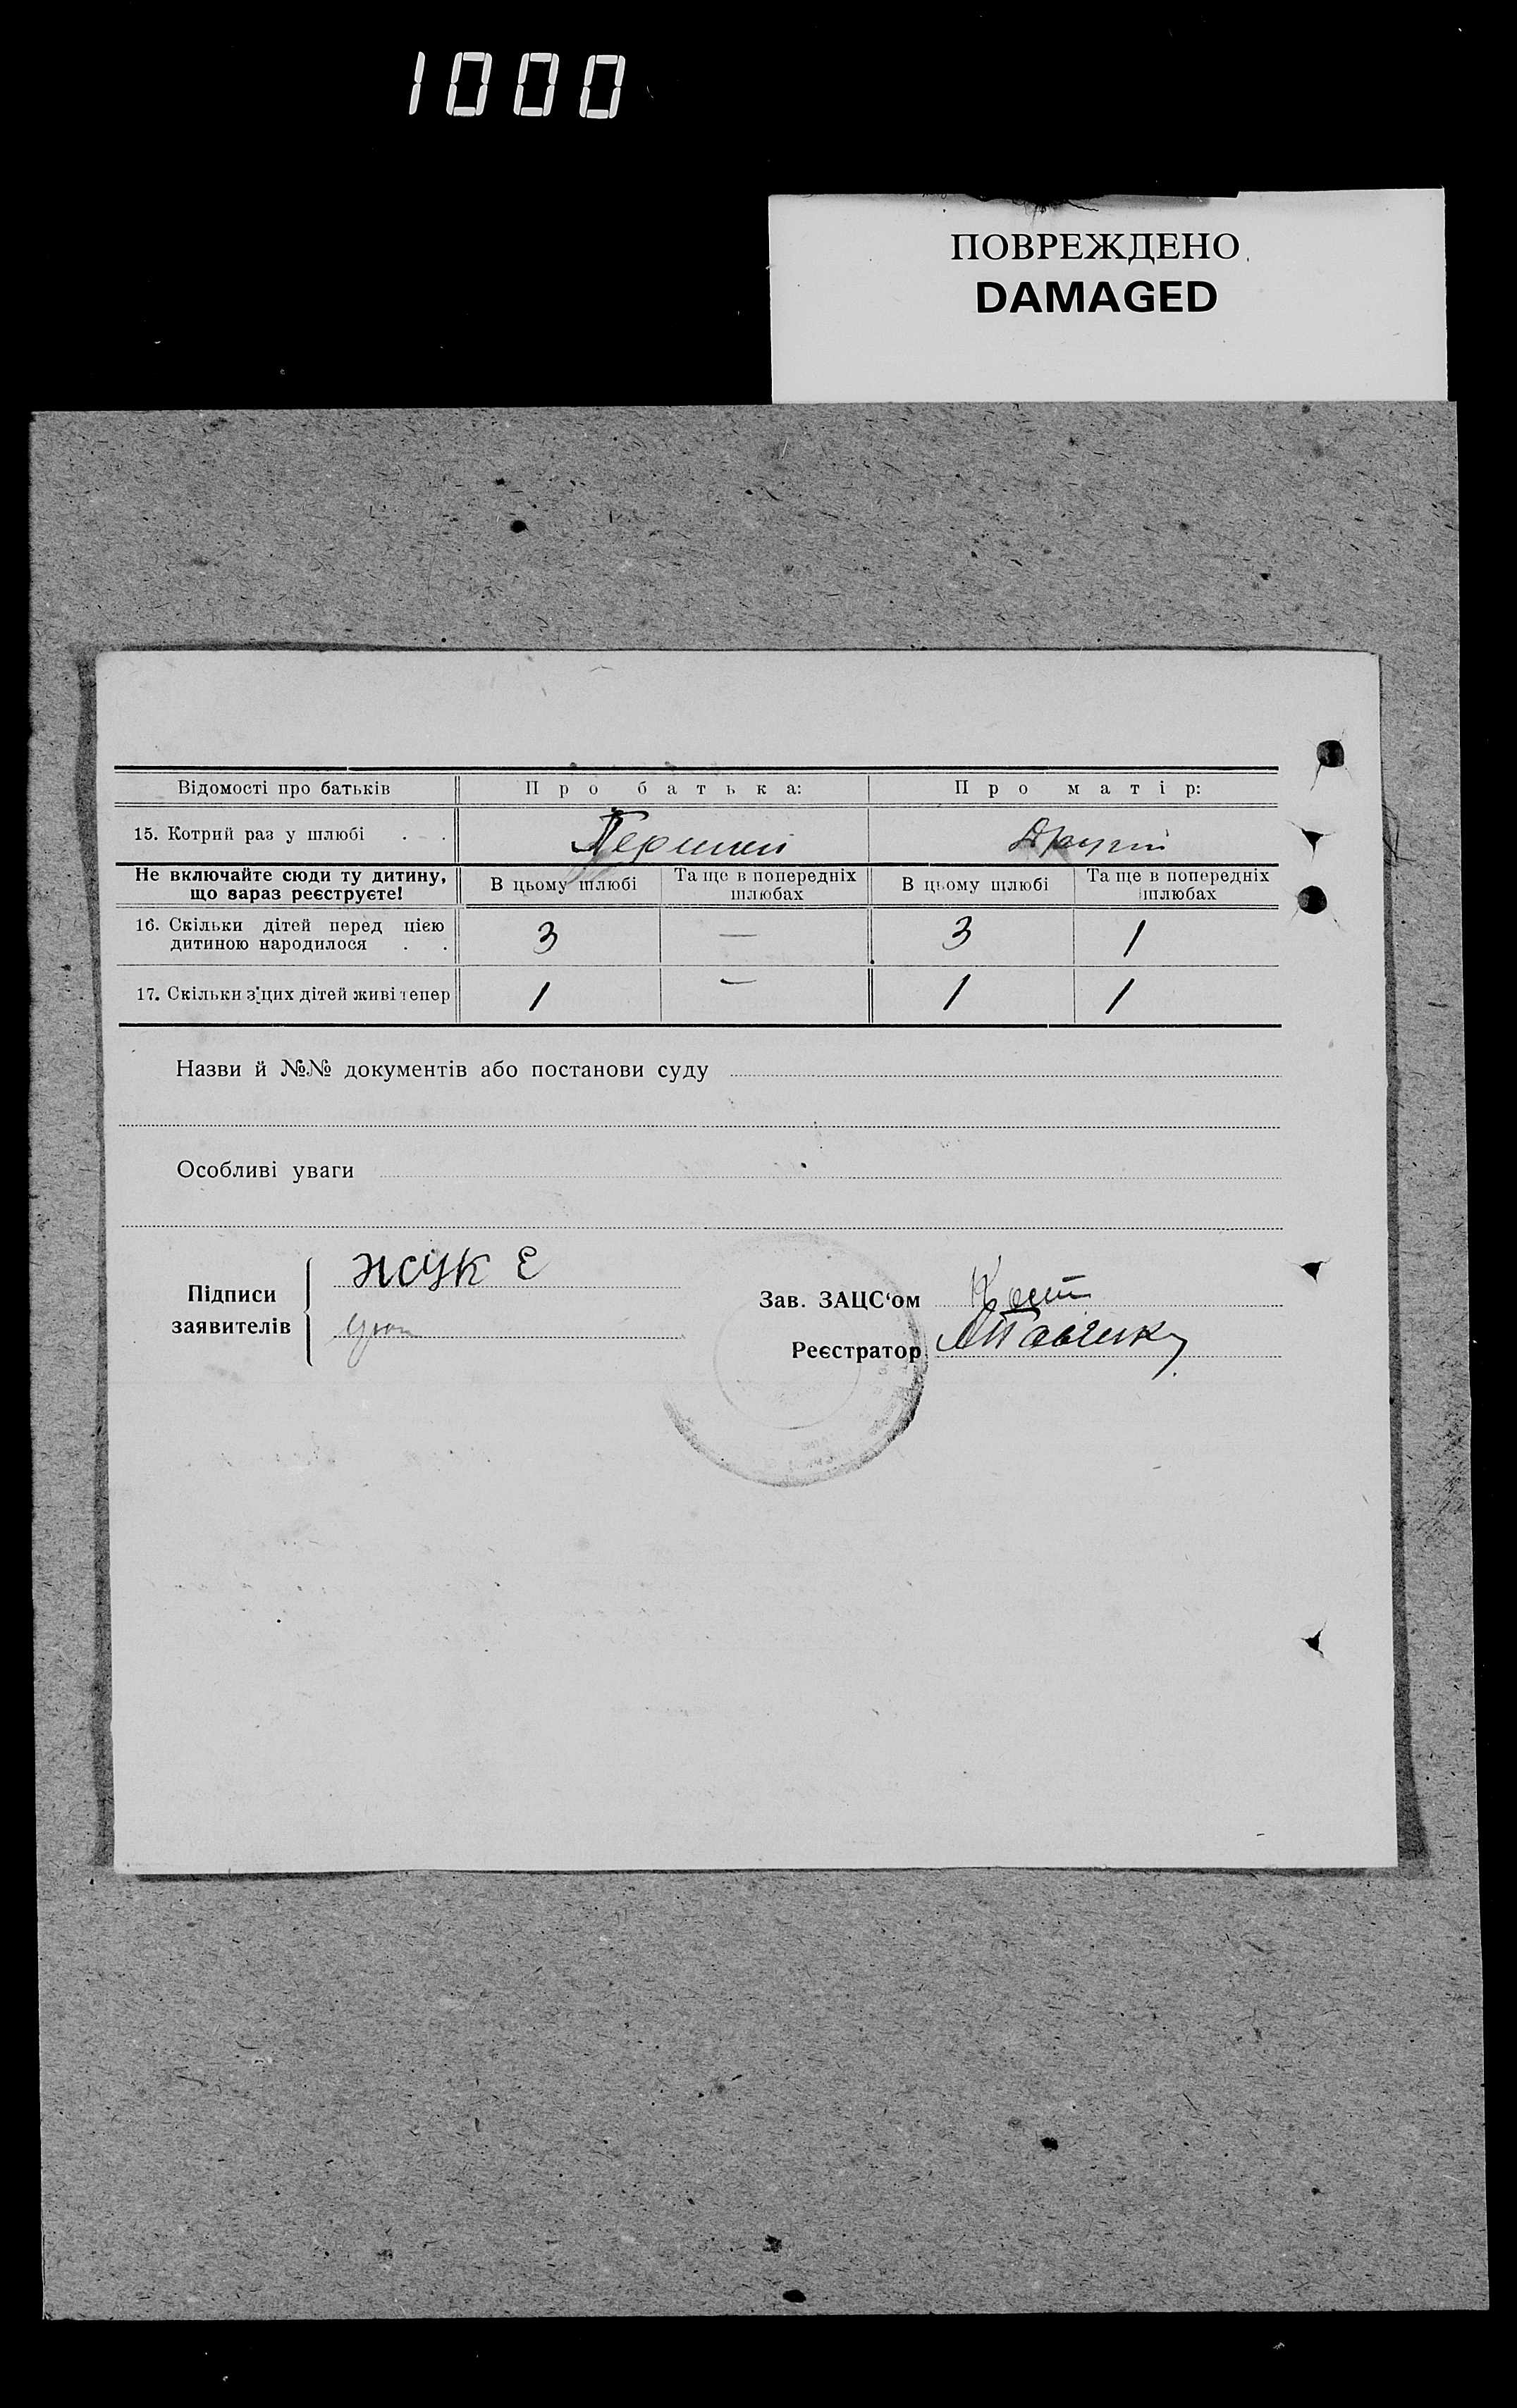 1000
ПОВРЕЖДЕНО
DAMAGED
Відомості про батьків Про батька: Про матір:
15. Котрий раз у шлюбі . . Перший Другий
Не включайте сюди ту дитину, що вараз реєструєте! В цьому шлюбі Та ще в попередніх шлюбах В цьому шлюбі Та ще в попередніх шлюбах
16. Скільки дітей перед цією
дитиною народилося . . 3 — 3 1
17. Скільки з цих дітей живі тепер 1 — 1 1
Назви й №№ документів або постанови суду
Особливі уваги
Підписи
заявителів
Жук Е
Зав. ЗАЦС‘ом
Реєстратор